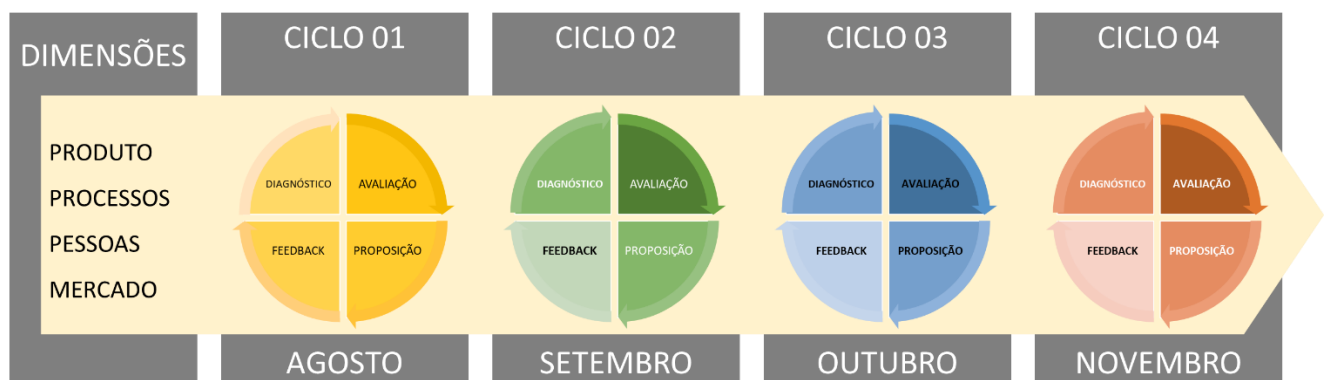 DIMENSÕES
PRODUTO
PROCESSOS
PESSOAS
MERCADO
CICLO 01
DIAGNÓSTICO
AVALIAÇÃO
FEEDBACK
PROPOSIÇÃO
AGOSTO
CICLO 02
DIAGNÓSTICO
AVALIAÇÃO
FEEDBACK
PROPOSIÇÃO
SETEMBRO
CICLO 03
DIAGNÓSTICO
AVALIAÇÃO
FEEDBACK
PROPOSIÇÃO
OUTUBRO
CICLO 04
DIAGNÓSTICO
AVALIAÇÃO
FEEDBACK
PROPOSIÇÃO
NOVEMBRO